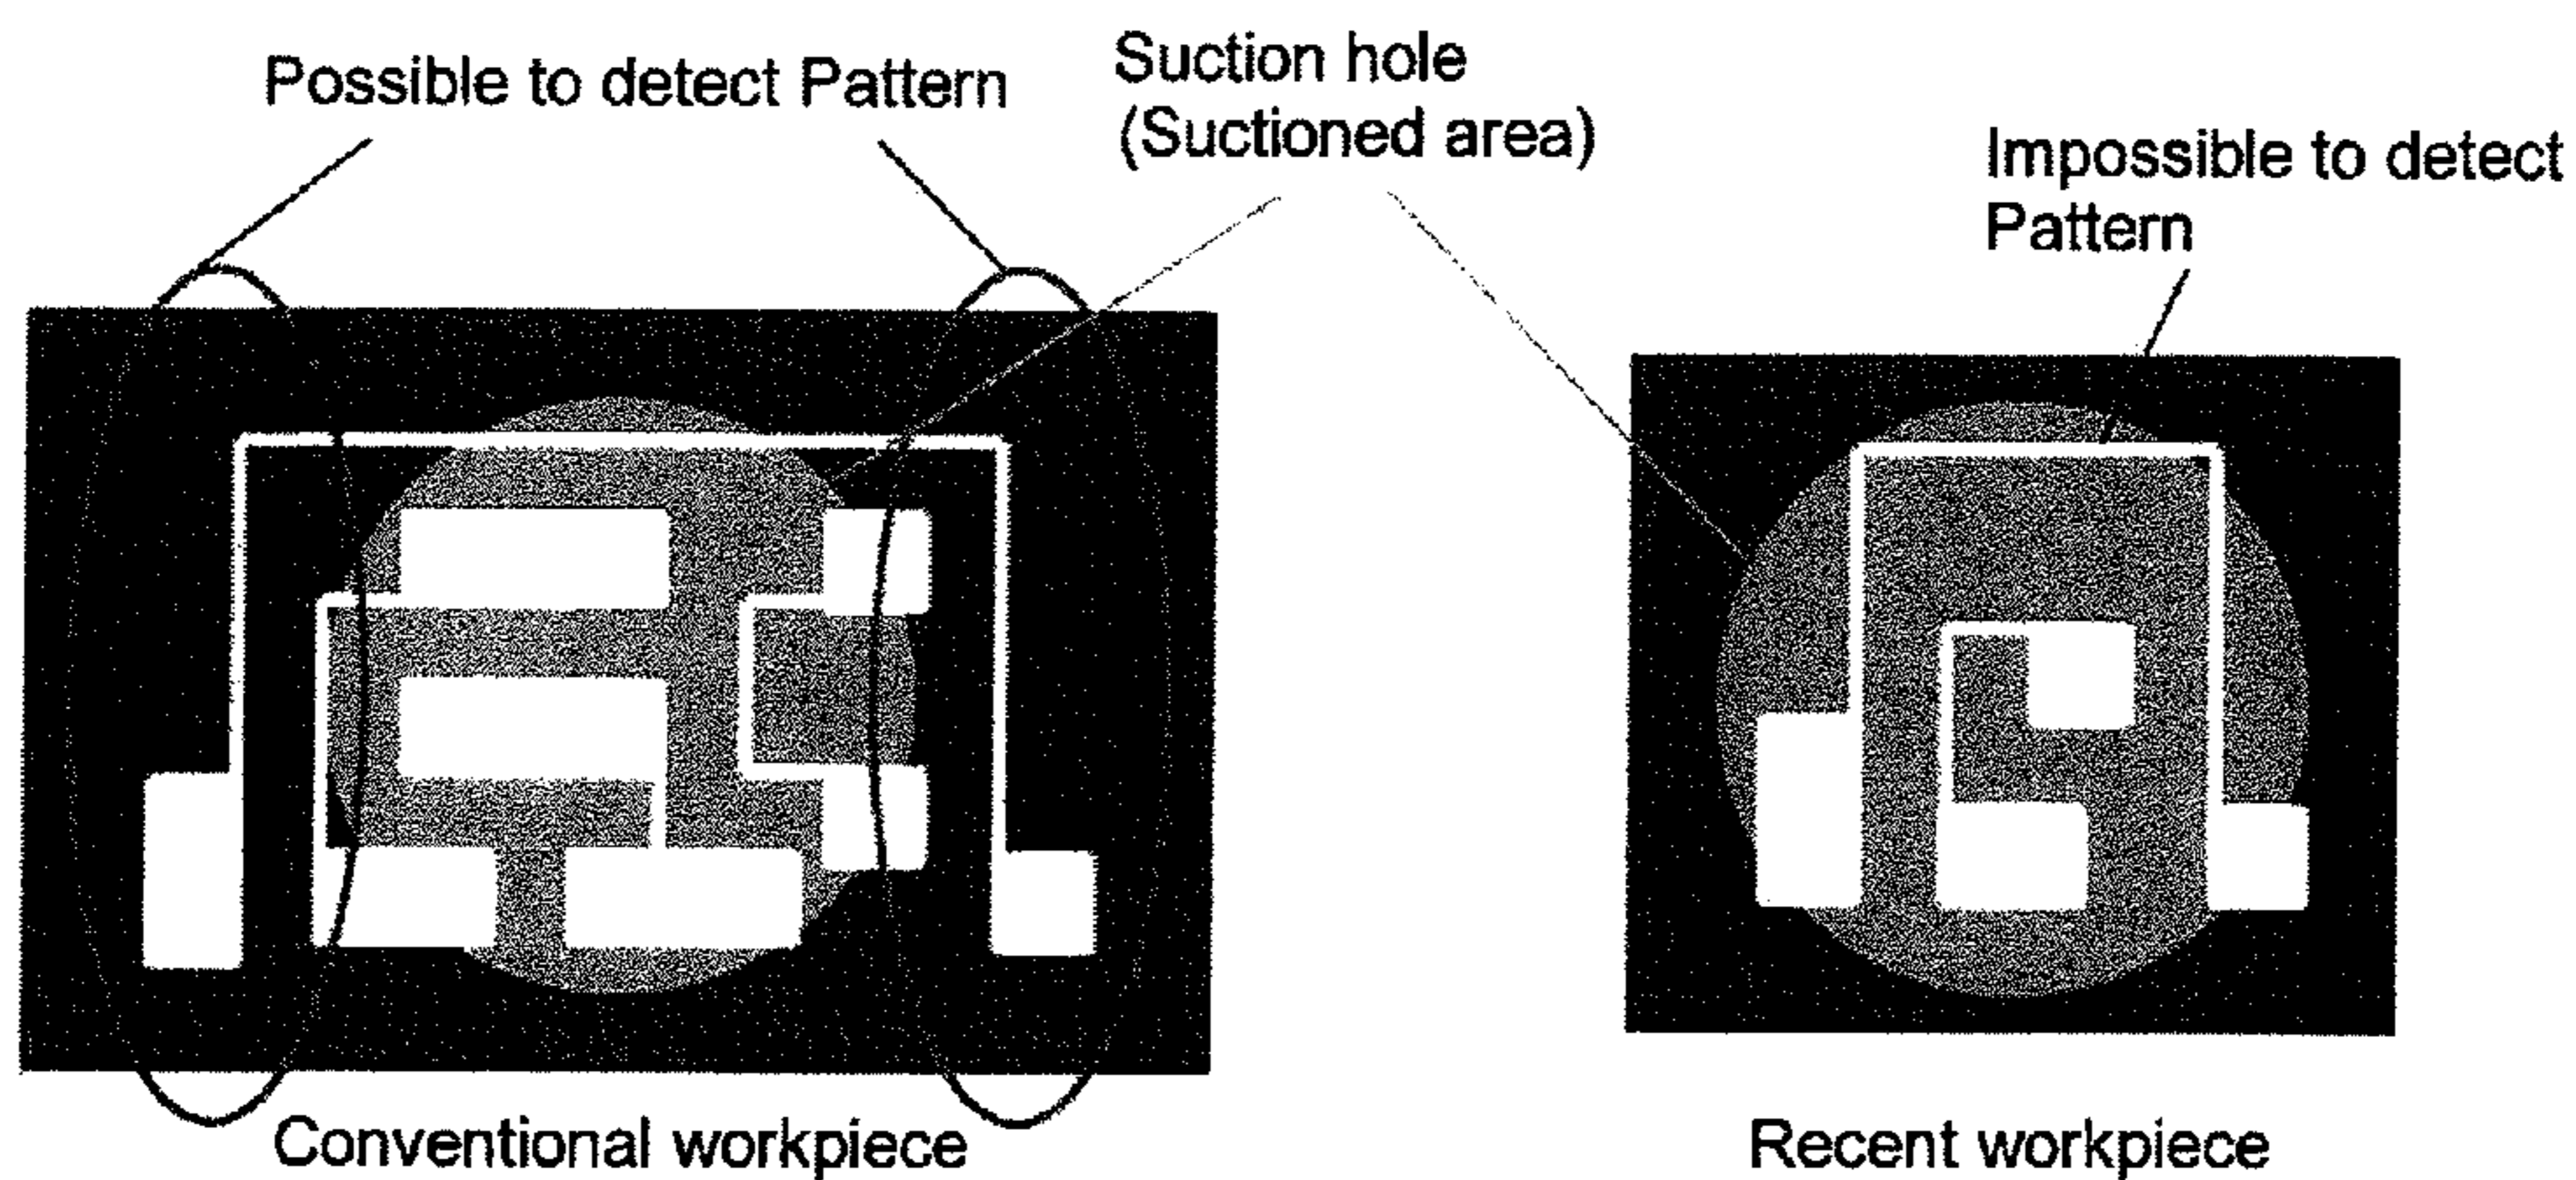 Possible to detect Pattern
Suction hole
(Suctioned area)
Impossible to detect
Pattern
Conventional workpiece
Recent workpiece